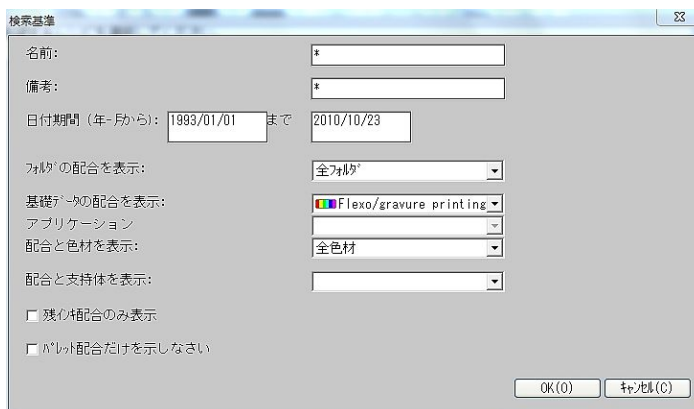 検索基準
名前: *
備考: *
日付期間 (年-月から): 1993/01/01 まで 2010/10/23
フォルダの配合を表示: 全フォルダ
基礎データの配合を表示: Flexo/gravure printing
アプリケーション
配合と色材を表示: 全色材
配合と支持体を表示:
残インキ配合のみ表示
パレット配合だけを示しなさい
OK(O) キャンセル(C)